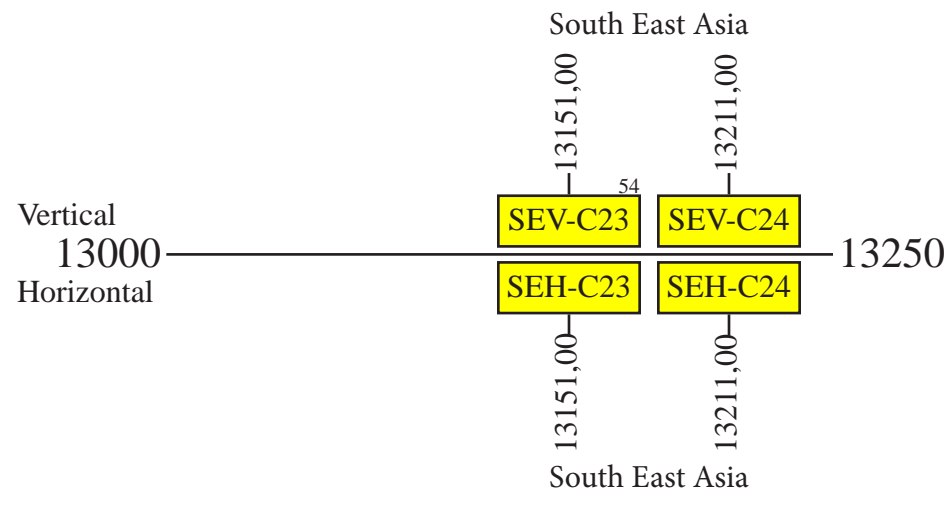 South East Asia
13151,00 13211,00
54
SEV-C23 SEV-C24
Vertical
13000 13250
Horizontal
SEH-C23 SEH-C24
13151,00 13211,00
South East Asia